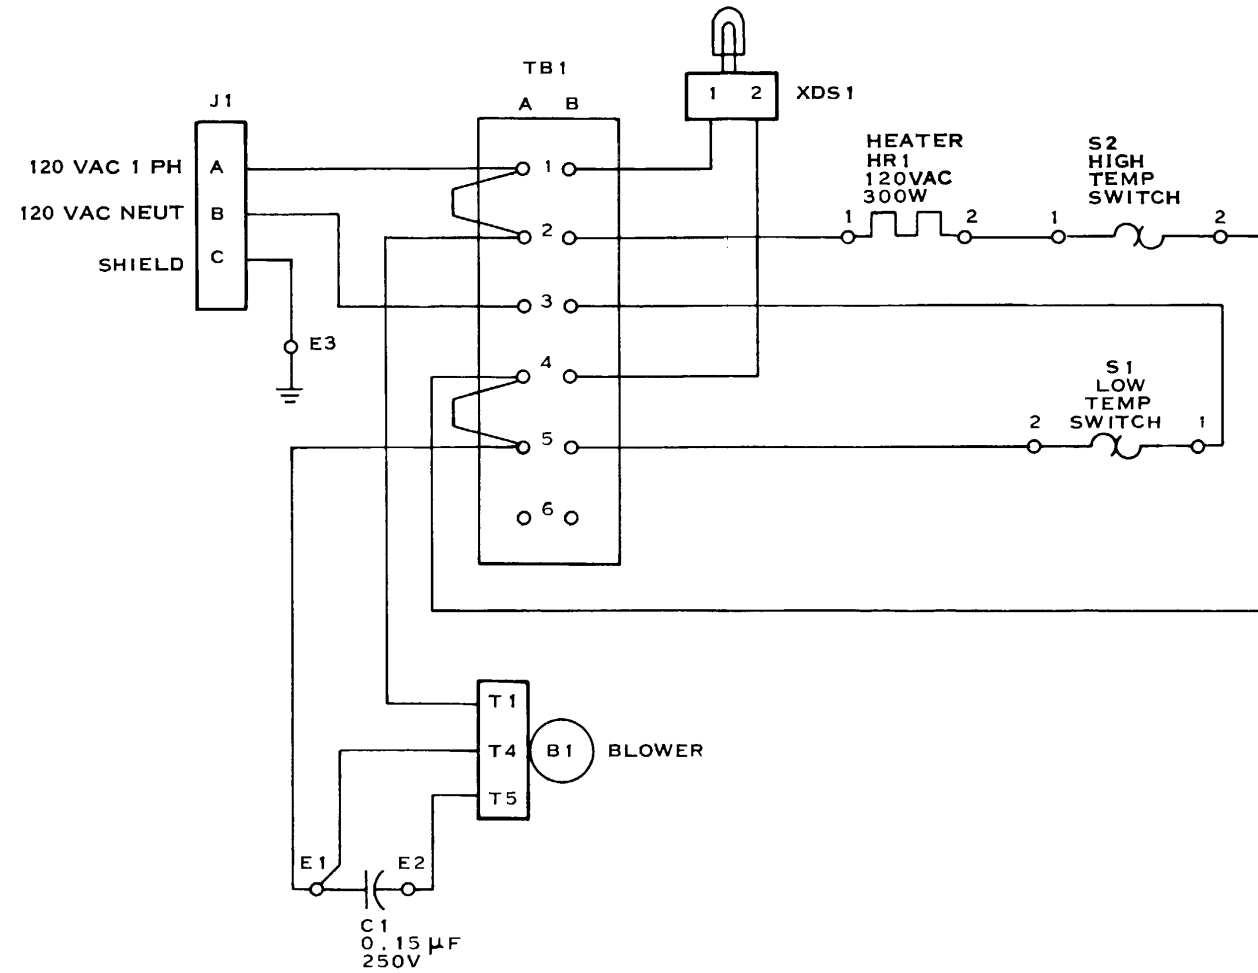 J1
120 VAC 1 PH
A
120 VAC NEUT
B
SHIELD
C
E3
TB1
A B
1
2
3
4
5
6
1 2
XDS1
HEATER
HR1
120VAC
300W
1 2
S2
HIGH
TEMP
SWITCH
1 2
S1
LOW
TEMP
SWITCH
2 1
T1
T4
T5
B1
BLOWER
E1
E2
C1
0.15 µF
250V